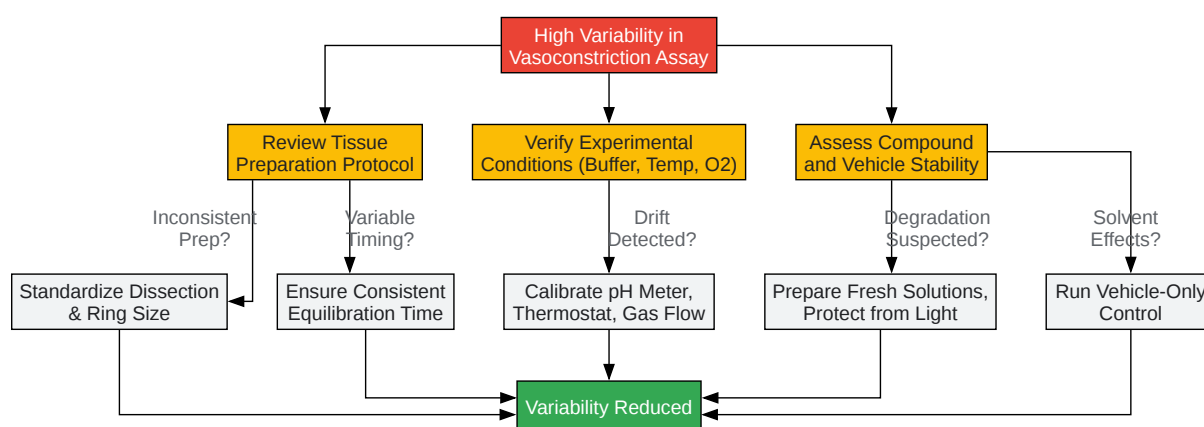 High Variability in
Vasoconstriction Assay
Review Tissue
Preparation Protocol
Verify Experimental
Conditions (Buffer, Temp, O2)
Assess Compound
and Vehicle Stability
Inconsistent
Prep?
Variable
Timing?
Drift
Detected?
Degradation
Suspected?
Solvent
Effects?
Standardize Dissection
& Ring Size
Ensure Consistent
Equilibration Time
Calibrate pH Meter,
Thermostat, Gas Flow
Prepare Fresh Solutions,
Protect from Light
Run Vehicle-Only
Control
Variability Reduced